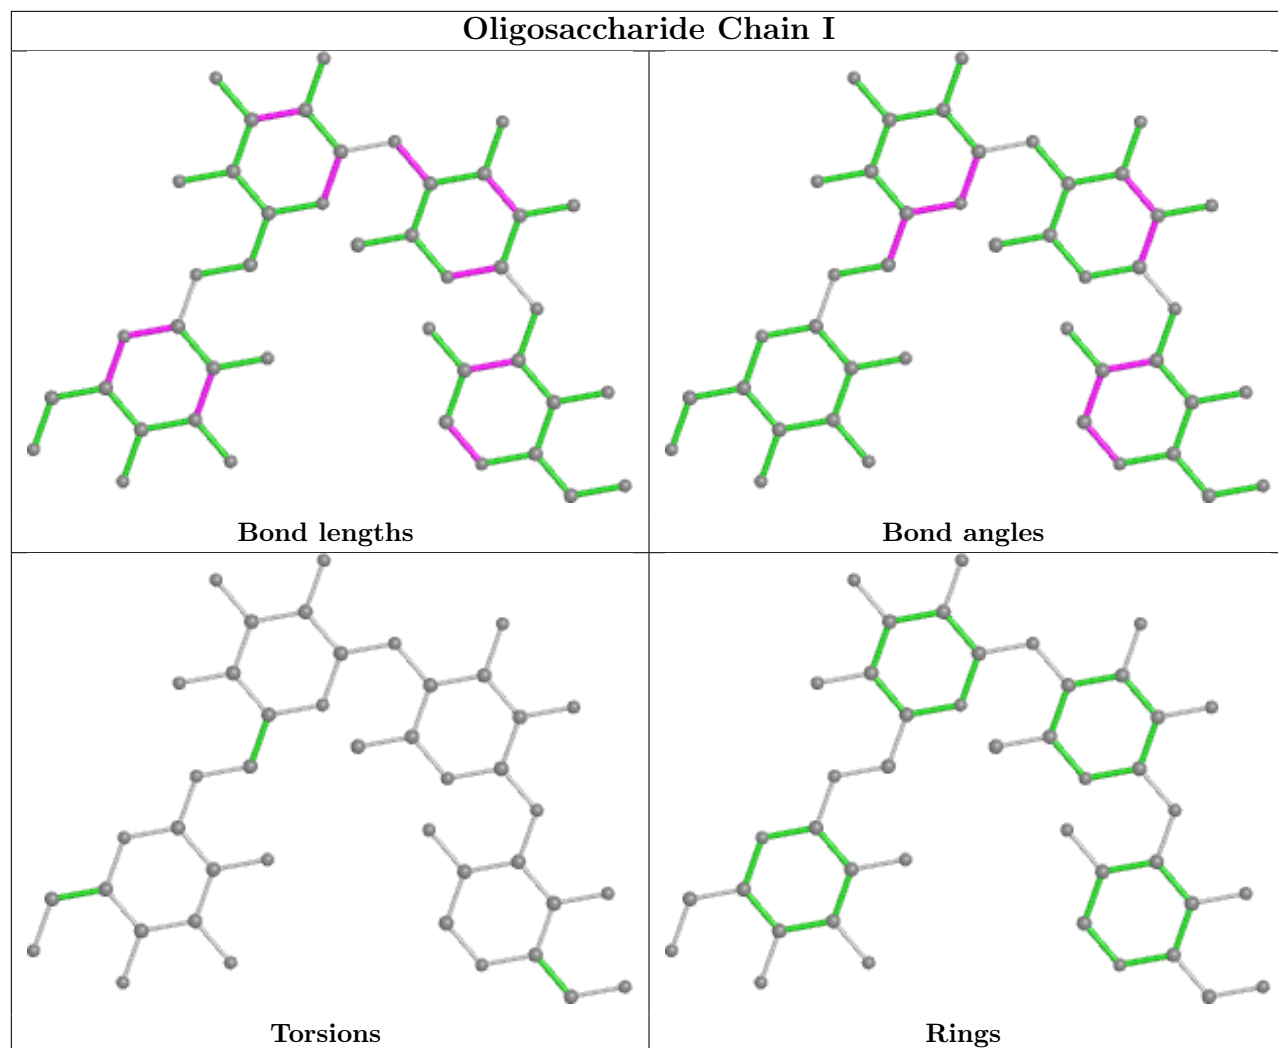 Oligosaccharide Chain I
Bond lengths
Bond angles
Torsions
Rings